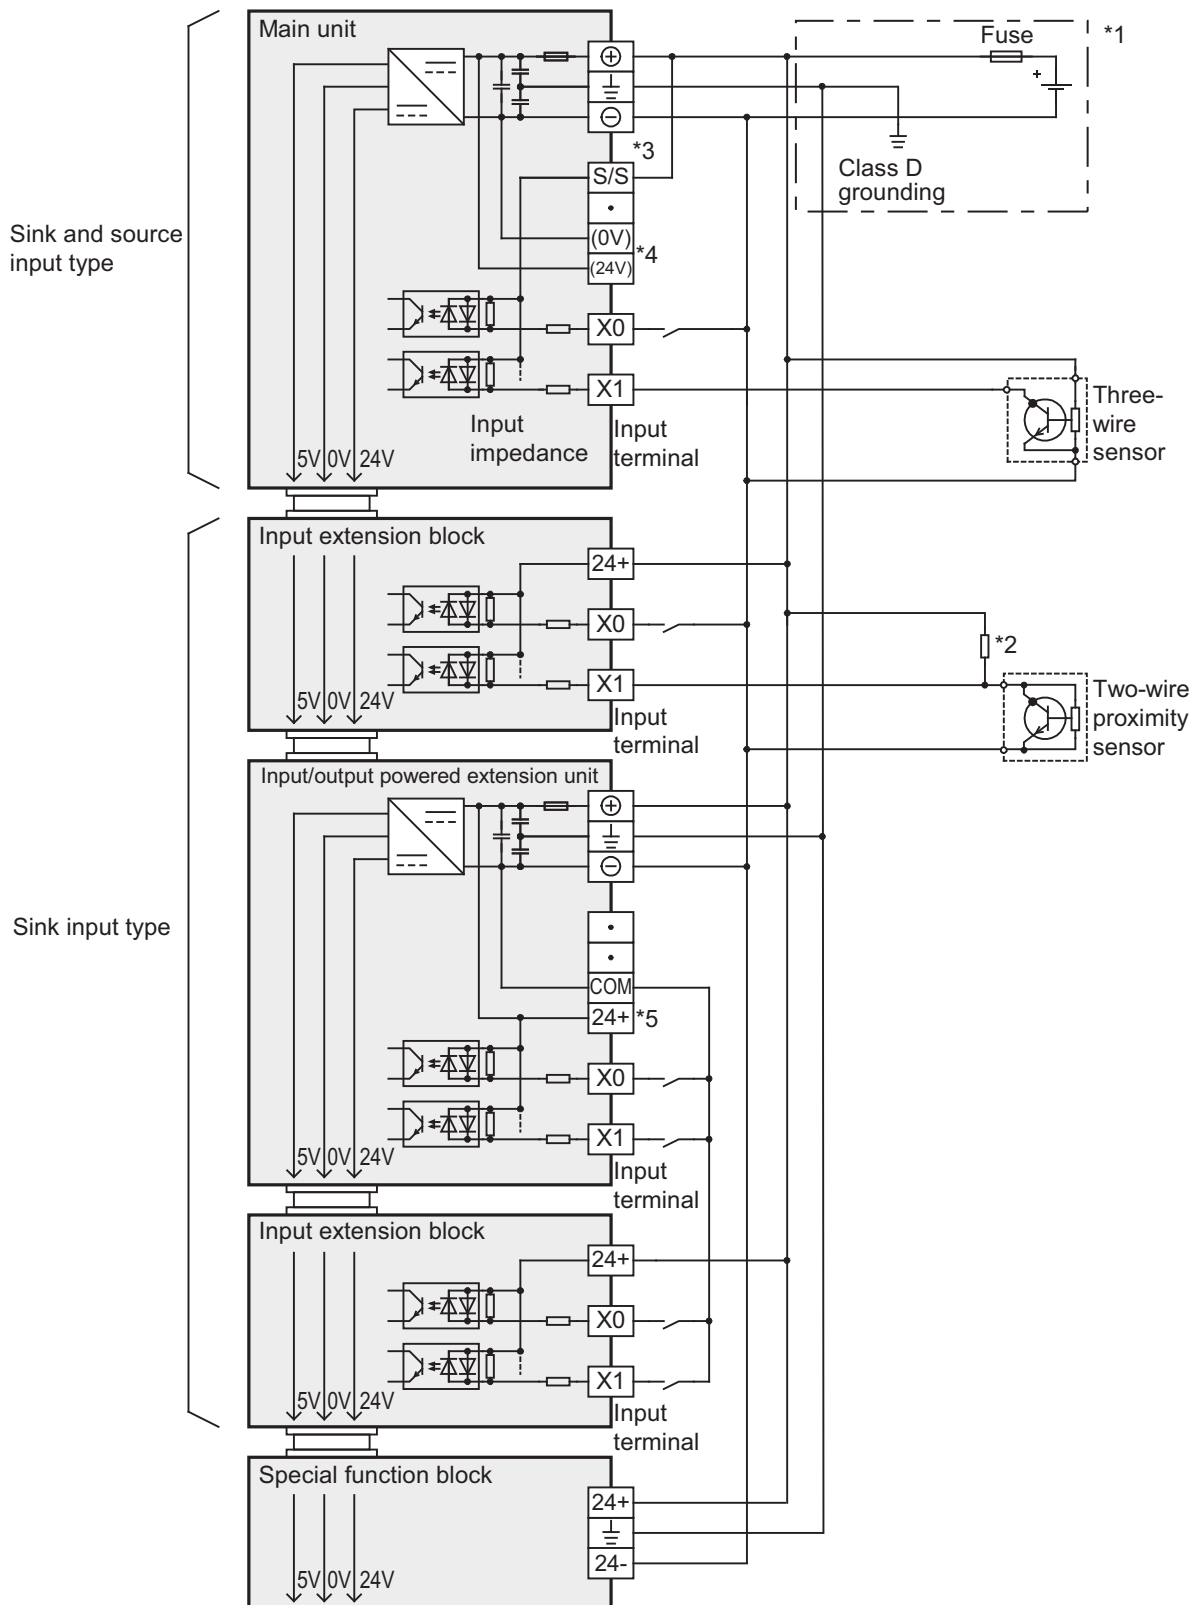 Main unit
Fuse
*1
+
Class D
grounding
*3
S/S
(0V)
*4
(24V)
X0
X1
Sink and source
input type
Input
impedance
Input
terminal
Three-
wire
sensor
5V 0V 24V
Input extension block
24+
X0
*2
X1
Input
terminal
Two-wire
proximity
sensor
5V 0V 24V
Input/output powered extension unit
Sink input type
COM
24+ *5
X0
X1
5V 0V 24V
Input
terminal
Input extension block
24+
X0
X1
5V 0V 24V
Input
terminal
Special function block
24+
24-
5V 0V 24V